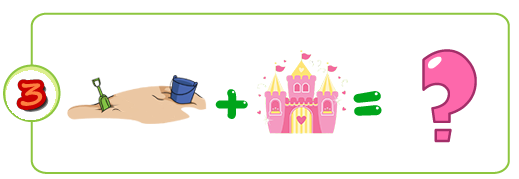 3
+
=
?